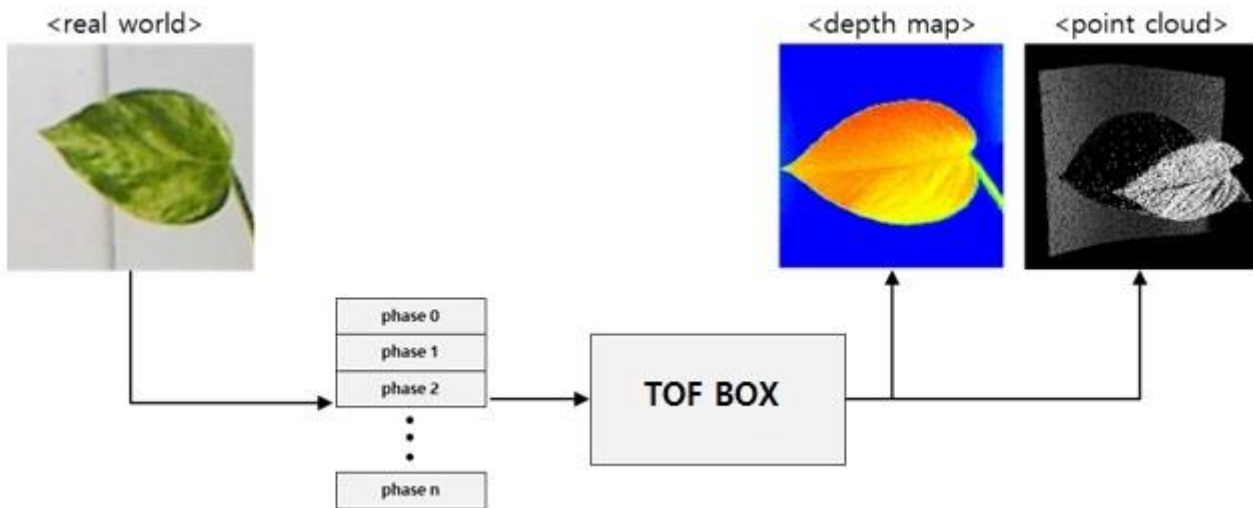 <real world>
<depth map>
<point cloud>
phase 0
phase 1
phase 2
phase n
TOF BOX